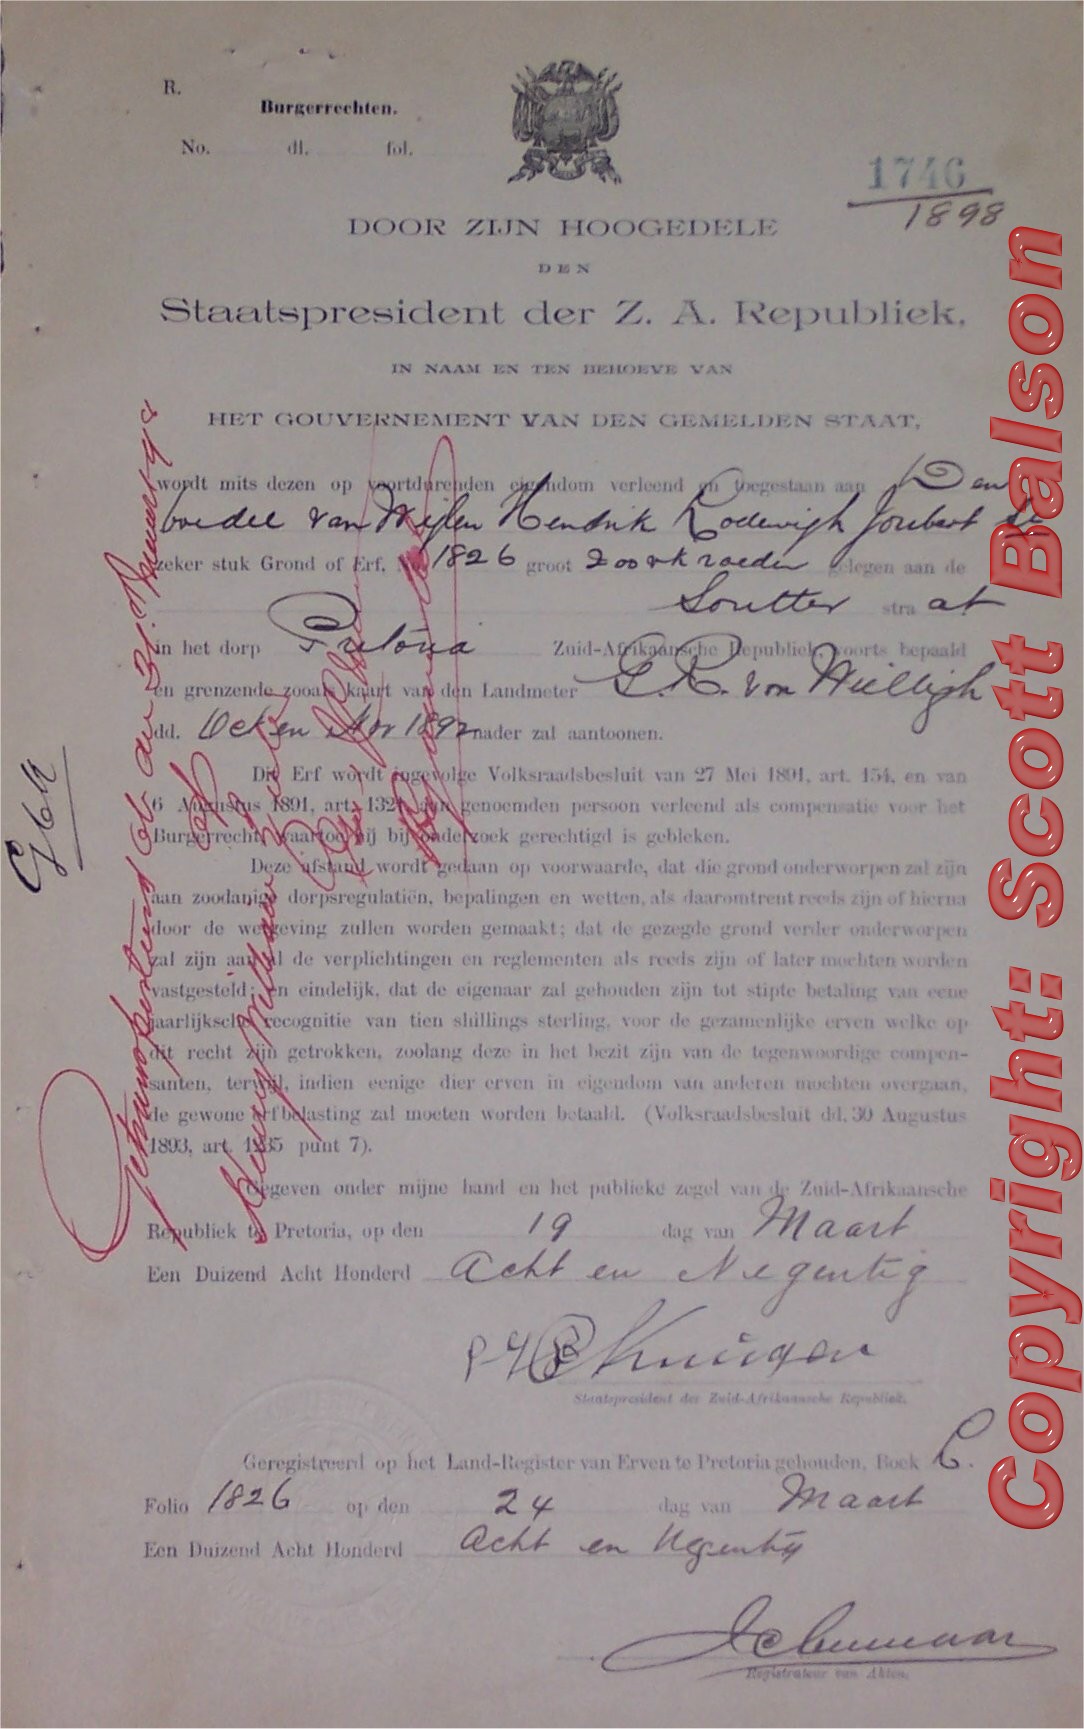 R.
Burgerrechten.
No. dl. fol.
1746
1898
DOOR ZIJN HOOGEDELE
DEN
Staatspresident der Z. A. Republiek,
IN NAAM EN TEN BEHOEVE VAN
HET GOUVERNEMENT VAN DEN GEMELDEN STAAT,
wordt mits dezen op voortdurenden eigendom verleend en toegestaan aan Den
boedel van Wijlen Hendrik Lodewigh Joubert
zeker stuk Grond of Erf, No. 1826 groot 200 vk roeden gelegen aan de
Soutter straat
in het dorp Pretoria Zuid-Afrikaansche Republiek, voorts bepaald
en grenzende zooals kaart van den Landmeter G. R. von Wielligh
dd. Oct en Nov 1892 nader zal aantoonen.
Dit Erf wordt ingevolge Volksraadsbesluit van 27 Mei 1891, art. 154, en van
6 Augustus 1891, art. 1324, aan genoemden persoon verleend als compensatie voor het
Burgerrecht, waartoe hij bij onderzoek gerechtigd is gebleken.
Deze afstand wordt gedaan op voorwaarde, dat die grond onderworpen zal zijn
aan zoodanige dorpsregulatiën, bepalingen en wetten, als daaromtrent reeds zijn of hierna
door de wetgeving zullen worden gemaakt; dat de gezegde grond verder onderworpen
zal zijn aan al de verplichtingen en reglementen als reeds zijn of later mochten worden
vastgesteld; en eindelijk, dat de eigenaar zal gehouden zijn tot stipte betaling van eene
jaarlijksche recognitie van tien shillings sterling, voor de gezamenlijke erven welke op
dit recht zijn getrokken, zoolang deze in het bezit zijn van de tegenwoordige compen-
santen, terwijl, indien eenige dier erven in eigendom van anderen mochten overgaan,
de gewone erfbelasting zal moeten worden betaald. (Volksraadsbesluit dd. 30 Augustus
1893, art. 1235 punt 7).
Gegeven onder mijne hand en het publieke zegel van de Zuid-Afrikaansche
Republiek te Pretoria, op den 19 dag van Maart
Een Duizend Acht Honderd Acht en Negentig
Staatspresident der Zuid-Afrikaansche Republiek.
Geregistreerd op het Land-Register van Erven te Pretoria gehouden, Boek
Folio 1826 op den 24 dag van Maart
Een Duizend Acht Honderd Acht en Negentig
Registrateur van Akten.
Copyright: Scott Balson